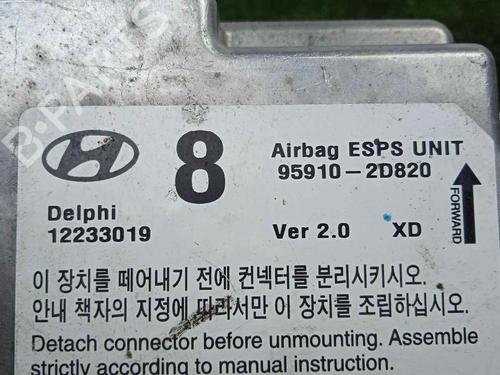 B-PARTS
8
Airbag ESPS UNIT
95910-2D820
Delphi
12233019
Ver 2.0 XD
FORWARD
이 장치를 떼어내기 전에 컨넥터를 분리시키시오.
안내 책자의 지정에 따라서만 이 장치를 조립하십시오.
Detach connector before unmounting. Assemble
strictly according to manual instruction.